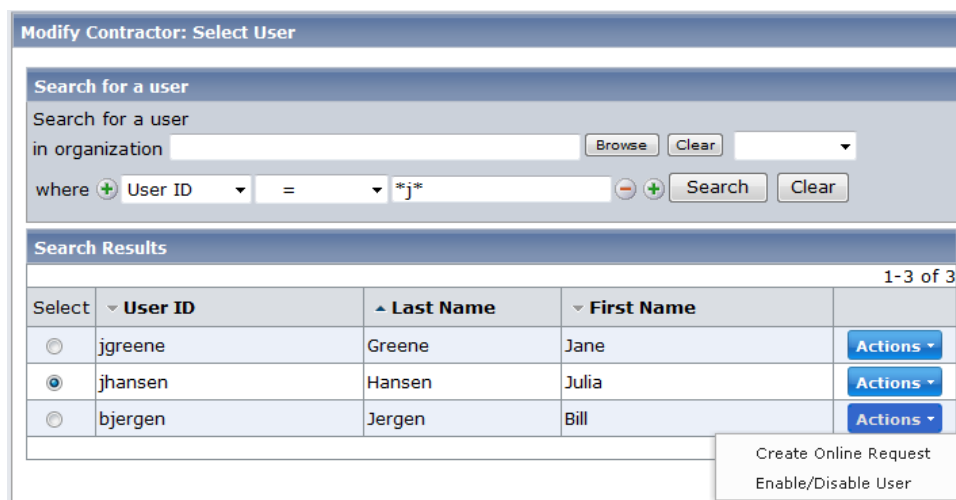 Modify Contractor: Select User
Search for a user
Search for a user
in organization Browse Clear
where User ID = *j* Search Clear
Search Results
1-3 of 3
Select User ID Last Name First Name
jgreene Greene Jane Actions
jhansen Hansen Julia Actions
bjergen Jergen Bill Actions
Create Online Request
Enable/Disable User